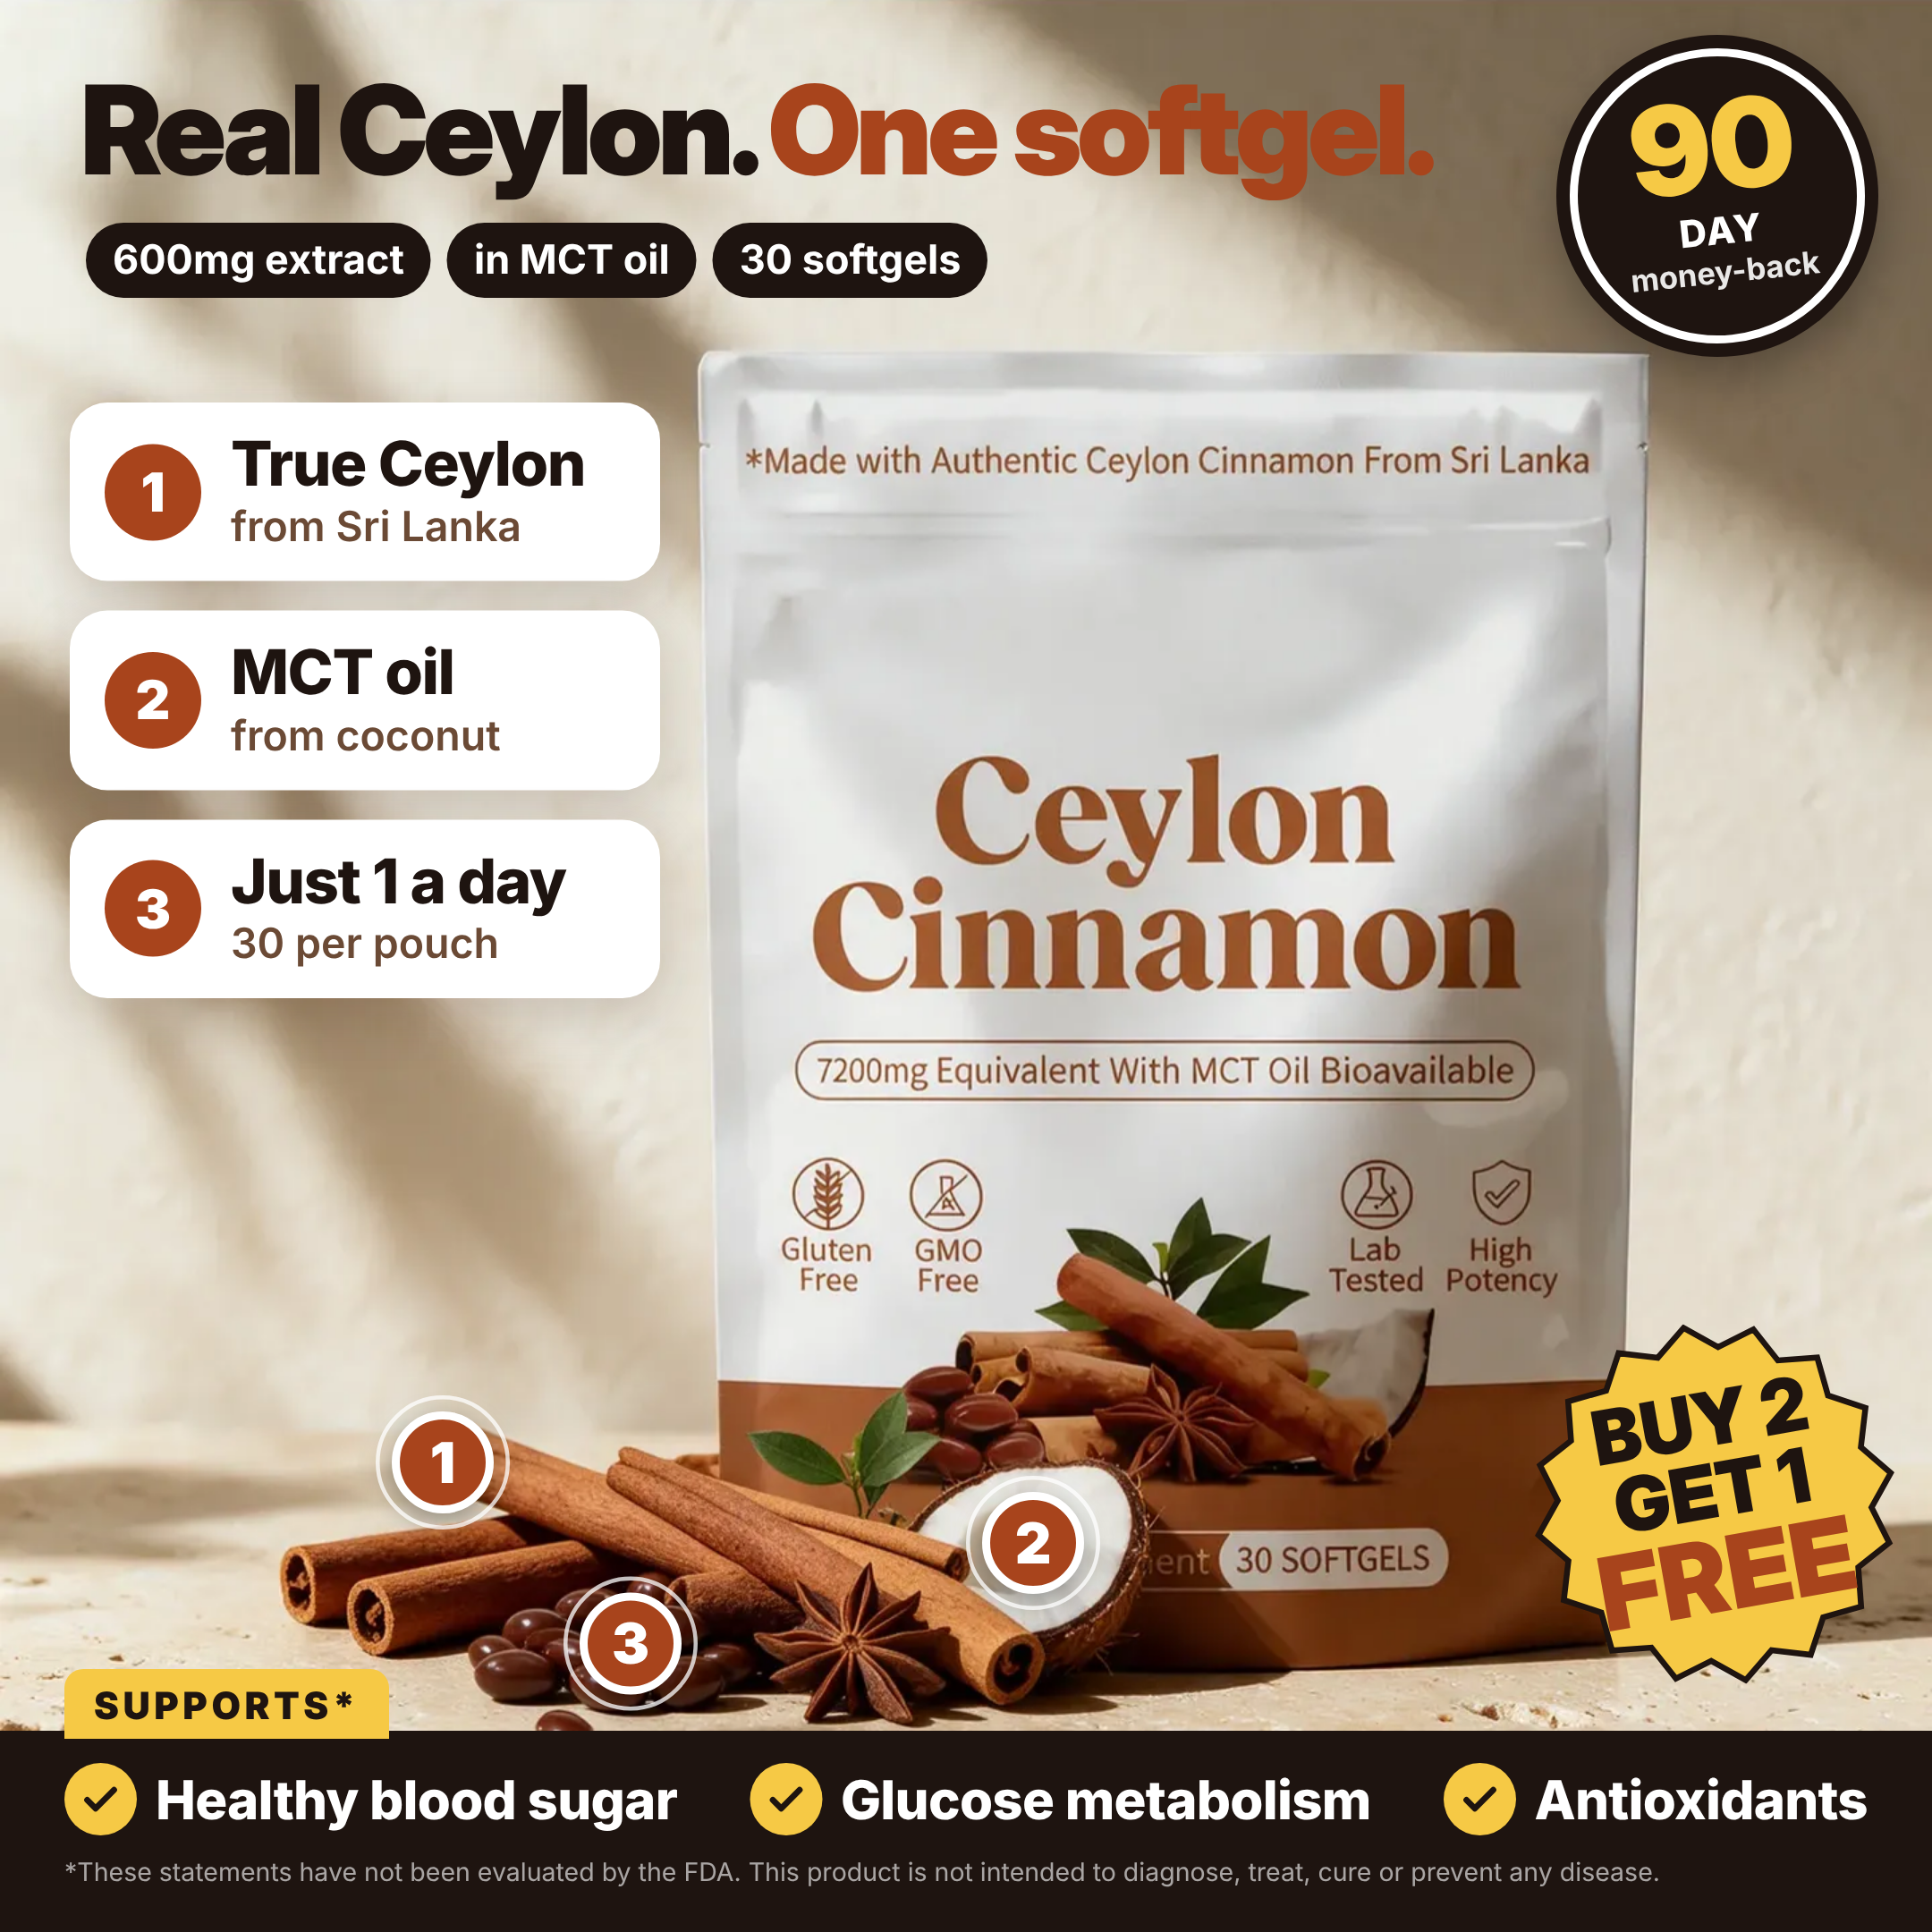 Real Ceylon. One softgel.
600mg extract
in MCT oil
30 softgels
90
DAY
money-back
1
True Ceylon
from Sri Lanka
2
MCT oil
from coconut
3
Just 1 a day
30 per pouch
*Made with Authentic Ceylon Cinnamon From Sri Lanka
Ceylon
Cinnamon
7200mg Equivalent With MCT Oil Bioavailable
Gluten
Free
GMO
Free
Lab
Tested
High
Potency
30 SOFTGELS
1
2
3
BUY 2
GET 1
FREE
SUPPORTS*
Healthy blood sugar
Glucose metabolism
Antioxidants
*These statements have not been evaluated by the FDA. This product is not intended to diagnose, treat, cure or prevent any disease.